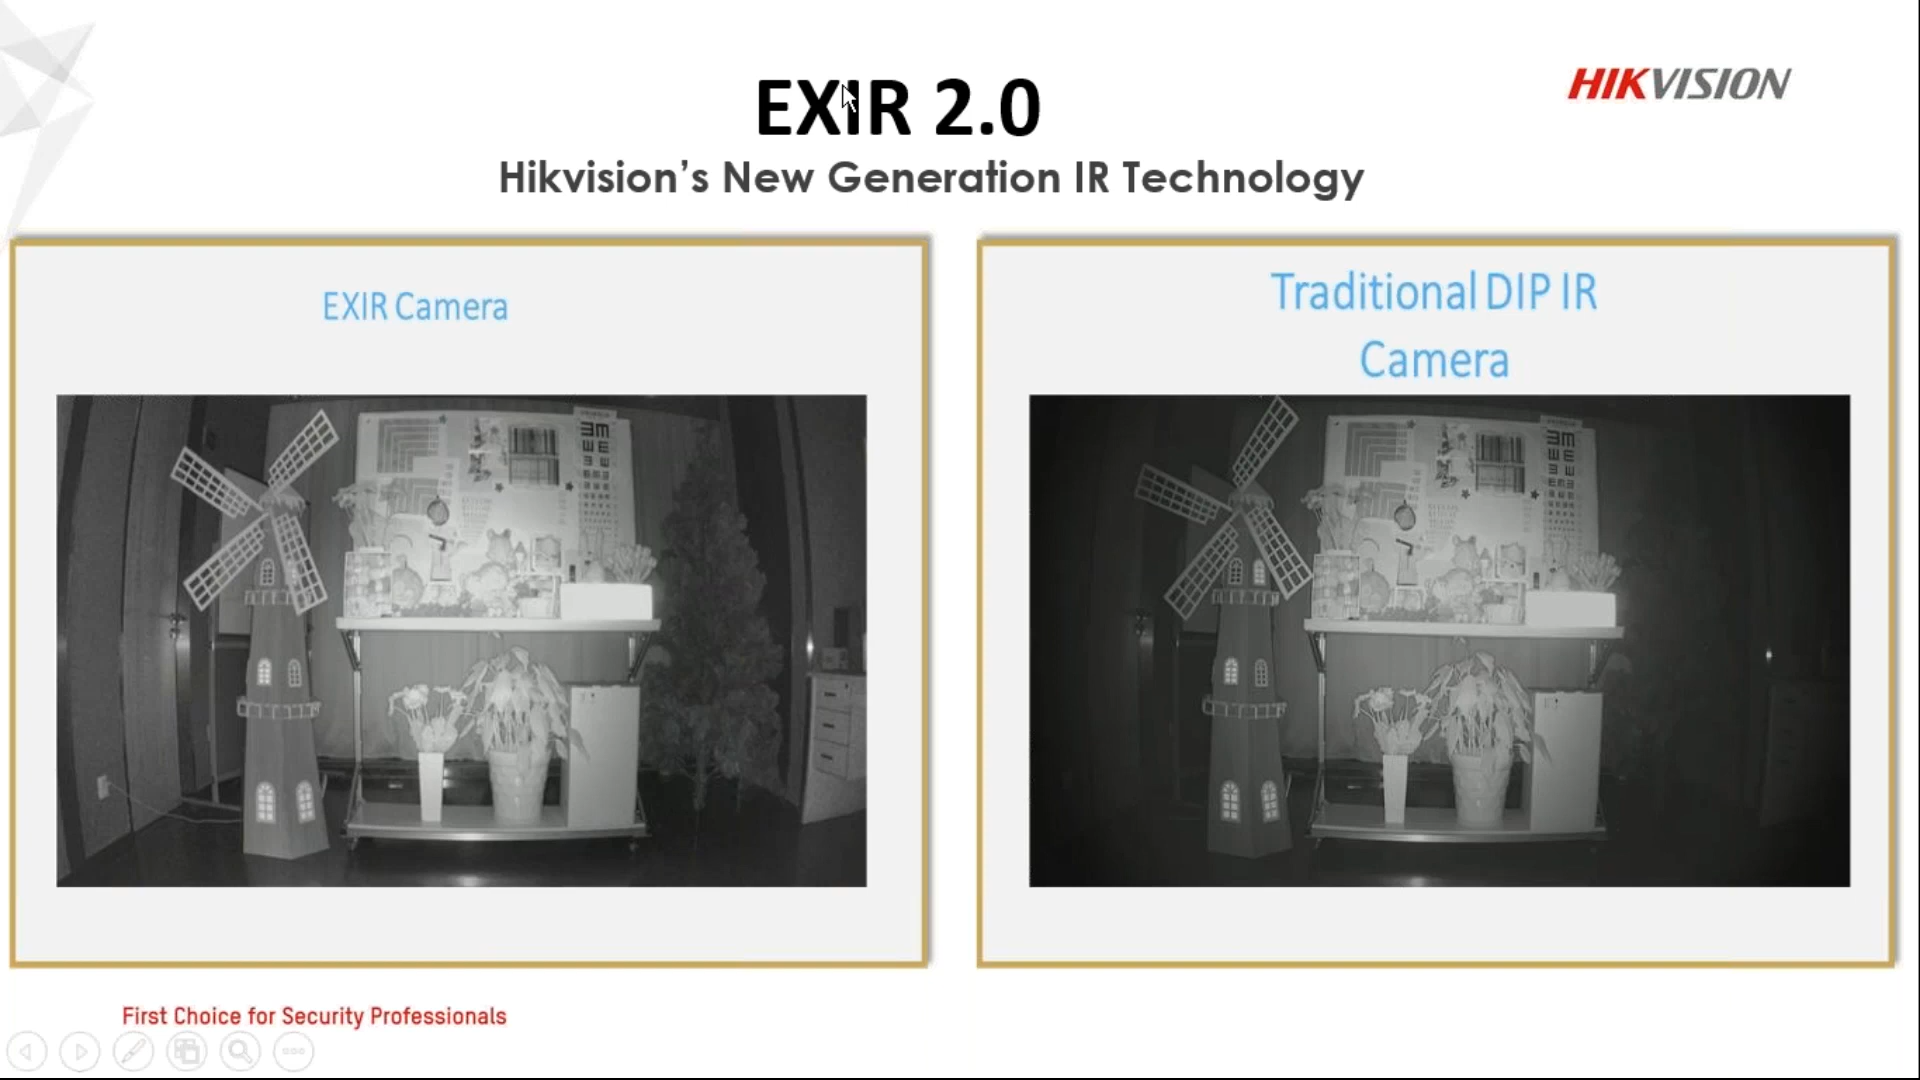 EXIR 2.0
HIKVISION
Hikvision’s New Generation IR Technology
EXIR Camera
Traditional DIP IR
Camera
First Choice for Security Professionals